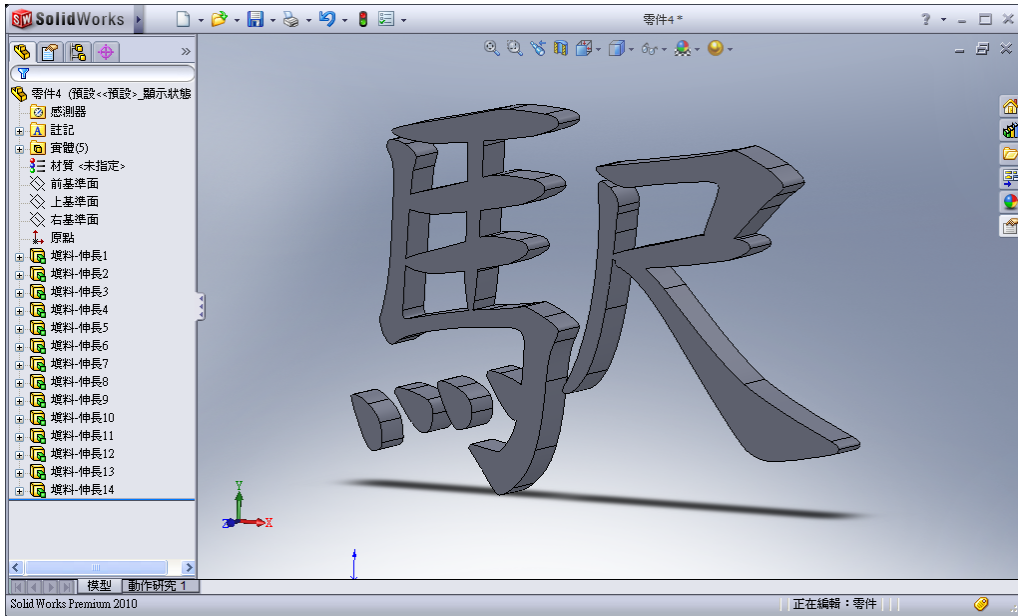 SolidWorks
零件4 *
?
零件4 (預設<<預設>_顯示狀態
感測器
A 註記
實體(5)
材質 <未指定>
前基準面
上基準面
右基準面
原點
填料-伸長1
填料-伸長2
填料-伸長3
填料-伸長4
填料-伸長5
填料-伸長6
填料-伸長7
填料-伸長8
填料-伸長9
填料-伸長10
填料-伸長11
填料-伸長12
填料-伸長13
填料-伸長14
駅
Y
Z X
模型 動作研究 1
SolidWorks Premium 2010
正在編輯：零件